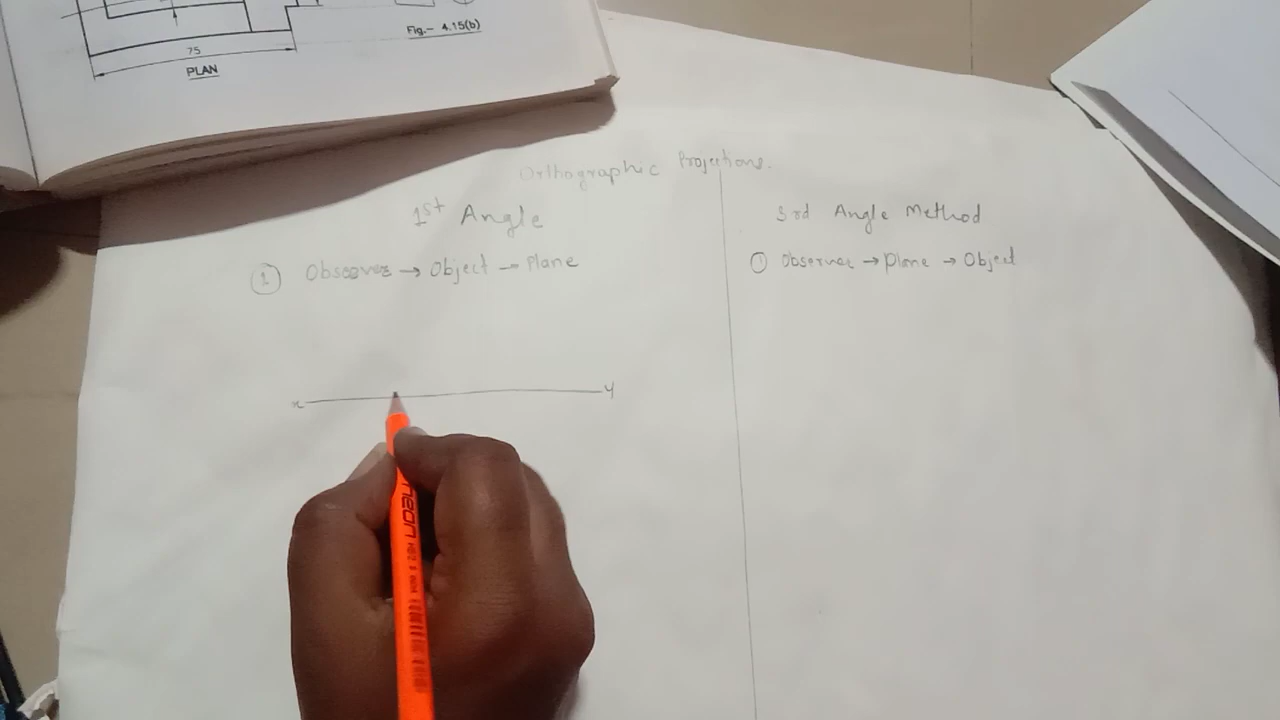 75
PLAN
Fig.- 4.15(b)
Orthographic Projections.
1st Angle
① Observer → Object → Plane
x y
3rd Angle Method
① Observer → Plane → Object
neon